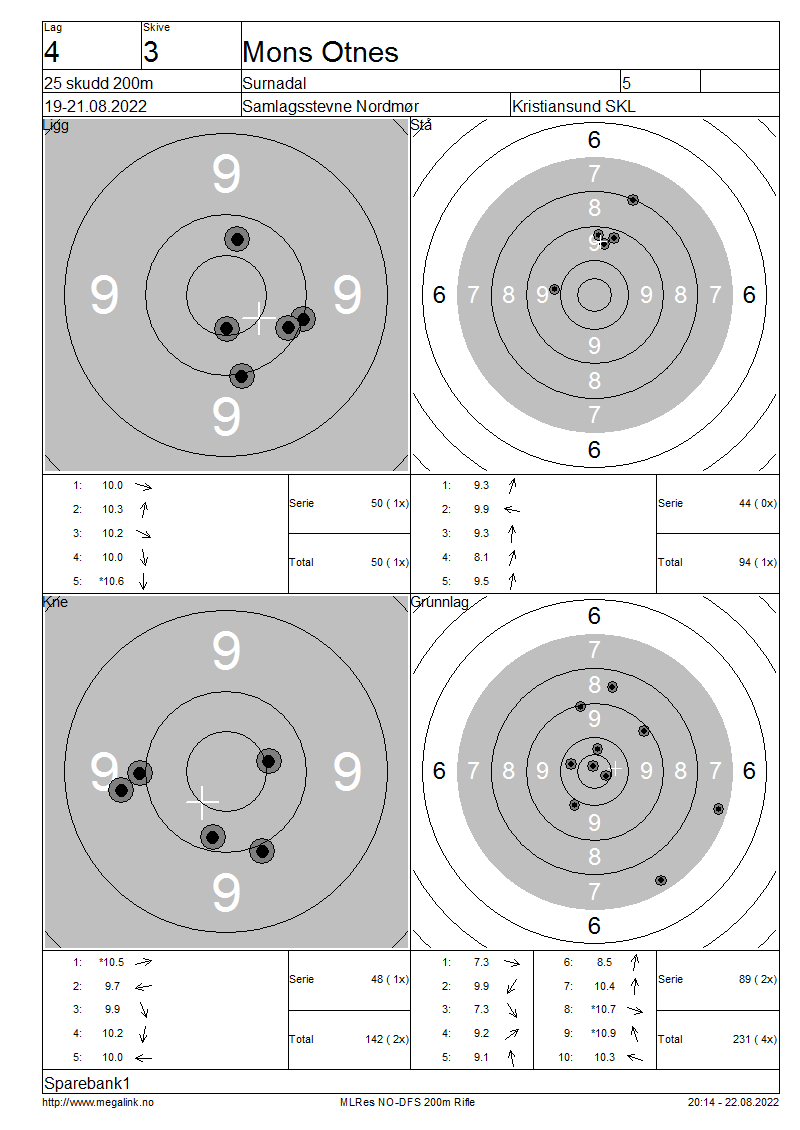 Lag Skive
4 3 Mons Otnes
25 skudd 200m Surnadal 5
19-21.08.2022 Samlagsstevne Nordmør Kristiansund SKL
Ligg
9
9 9
9
Stå
6
7
8
9
6 7 8 9 9 8 7 6
9
8
7
6
1: 10.0
2: 10.3
3: 10.2
4: 10.0
5: *10.6
Serie 50 ( 1x)
Total 50 ( 1x)
1: 9.3
2: 9.9
3: 9.3
4: 8.1
5: 9.5
Serie 44 ( 0x)
Total 94 ( 1x)
Kne
9
9 9
9
Grunnlag
6
7
8
9
6 7 8 9 9 8 7 6
9
8
7
6
1: *10.5
2: 9.7
3: 9.9
4: 10.2
5: 10.0
Serie 48 ( 1x)
Total 142 ( 2x)
1: 7.3 6: 8.5
2: 9.9 7: 10.4
3: 7.3 8: *10.7
4: 9.2 9: *10.9
5: 9.1 10: 10.3
Serie 89 ( 2x)
Total 231 ( 4x)
Sparebank1
http://www.megalink.no MLRes NO-DFS 200m Rifle 20:14 - 22.08.2022